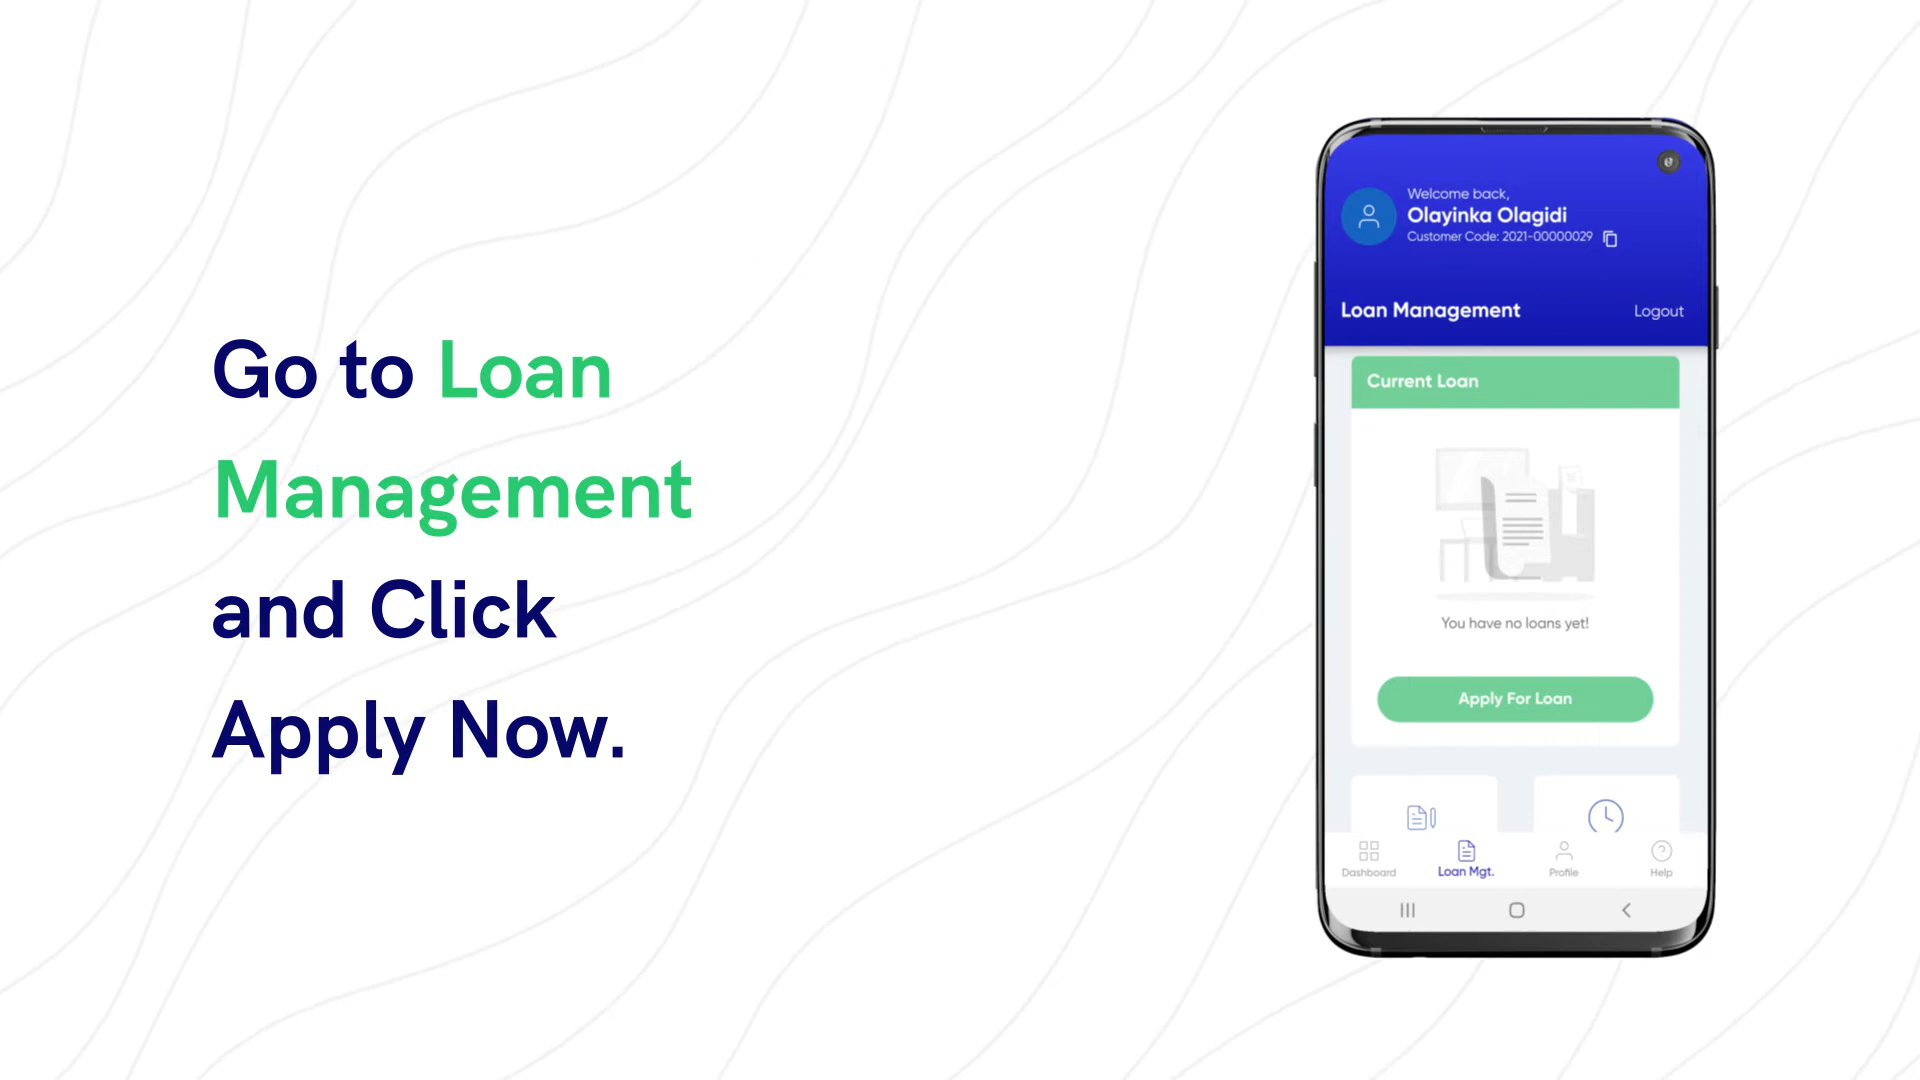 Go to Loan
Management
and Click
Apply Now.
Welcome back,
Olayinka Olagidi
Customer Code: 2021-00000029
Loan Management
Logout
Current Loan
You have no loans yet!
Apply For Loan
Dashboard
Loan Mgt.
Profile
Help